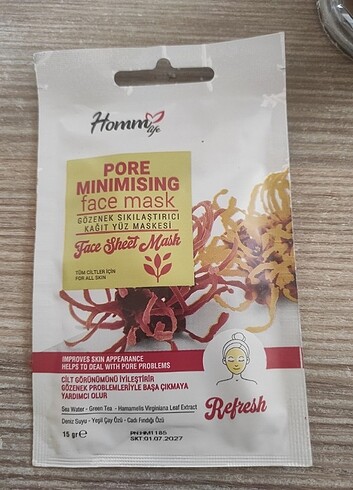 Homm life
PORE
MINIMISING
face mask
GÖZENEK SIKILAŞTIRICI
KAĞIT YÜZ MASKESİ
Face Sheet Mask
TÜM CİLTLER İÇİN
FOR ALL SKIN
IMPROVES SKIN APPEARANCE
HELPS TO DEAL WITH PORE PROBLEMS
CİLT GÖRÜNÜMÜNÜ İYİLEŞTİRİR
GÖZENEK PROBLEMLERİYLE BAŞA ÇIKMAYA
YARDIMCI OLUR
Refresh
Sea Water - Green Tea - Hamamelis Virginiana Leaf Extract
Deniz Suyu - Yeşil Çay Özü - Cadı Fındığı Özü
15 gr℮
PN:HM1185
SKT:01.07.2027